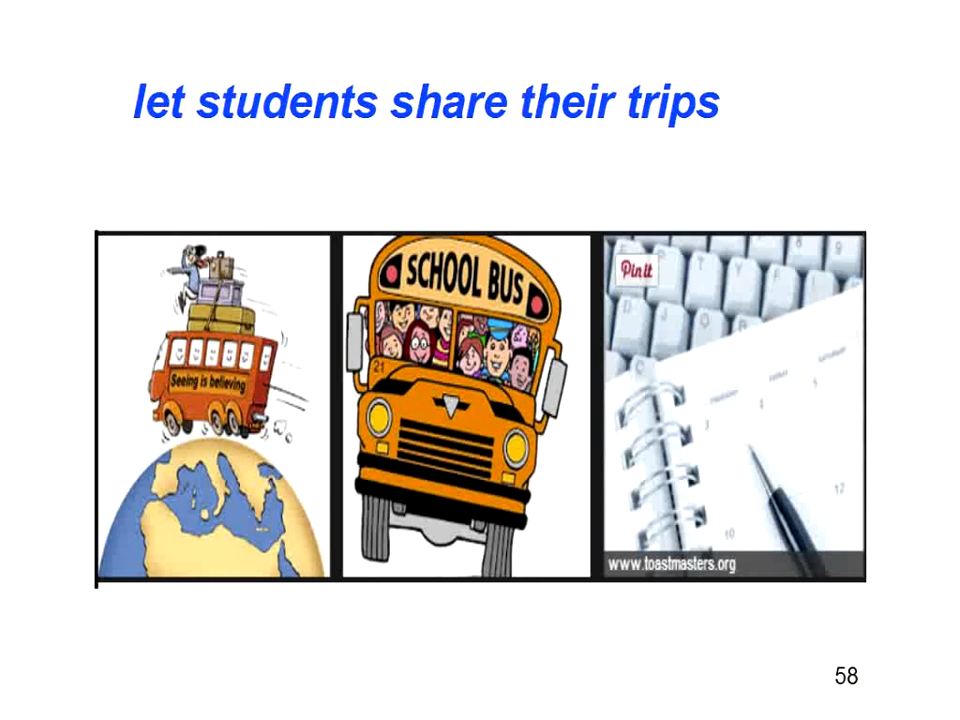 let students share their trips
Seeing is believing
SCHOOL BUS
21
Pin it
www.toastmasters.org
58